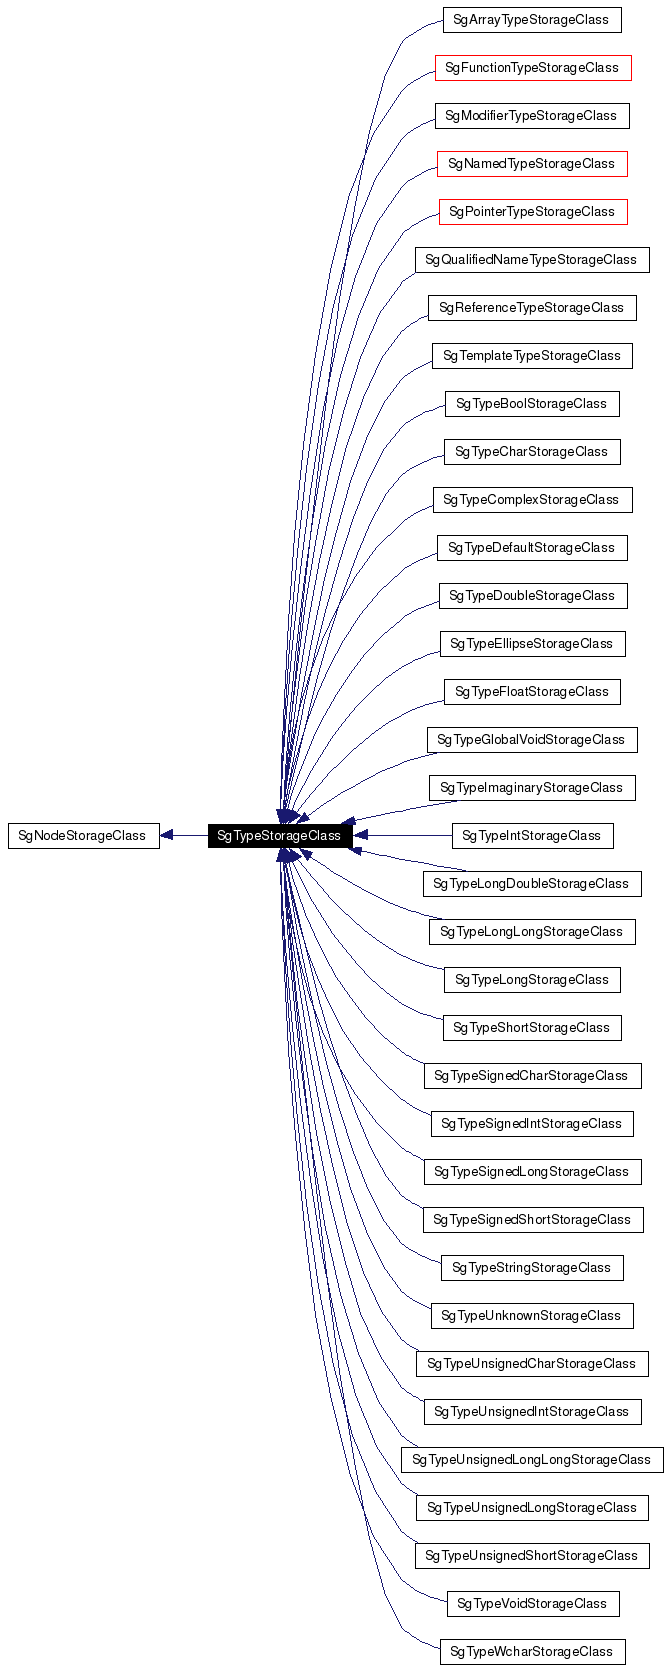 SgArrayTypeStorageClass
SgFunctionTypeStorageClass
SgModifierTypeStorageClass
SgNamedTypeStorageClass
SgPointerTypeStorageClass
SgQualifiedNameTypeStorageClass
SgReferenceTypeStorageClass
SgTemplateTypeStorageClass
SgTypeBoolStorageClass
SgTypeCharStorageClass
SgTypeComplexStorageClass
SgTypeDefaultStorageClass
SgTypeDoubleStorageClass
SgTypeEllipseStorageClass
SgTypeFloatStorageClass
SgTypeGlobalVoidStorageClass
SgTypeImaginaryStorageClass
SgNodeStorageClass
SgTypeStorageClass
SgTypeIntStorageClass
SgTypeLongDoubleStorageClass
SgTypeLongLongStorageClass
SgTypeLongStorageClass
SgTypeShortStorageClass
SgTypeSignedCharStorageClass
SgTypeSignedIntStorageClass
SgTypeSignedLongStorageClass
SgTypeSignedShortStorageClass
SgTypeStringStorageClass
SgTypeUnknownStorageClass
SgTypeUnsignedCharStorageClass
SgTypeUnsignedIntStorageClass
SgTypeUnsignedLongLongStorageClass
SgTypeUnsignedLongStorageClass
SgTypeUnsignedShortStorageClass
SgTypeVoidStorageClass
SgTypeWcharStorageClass